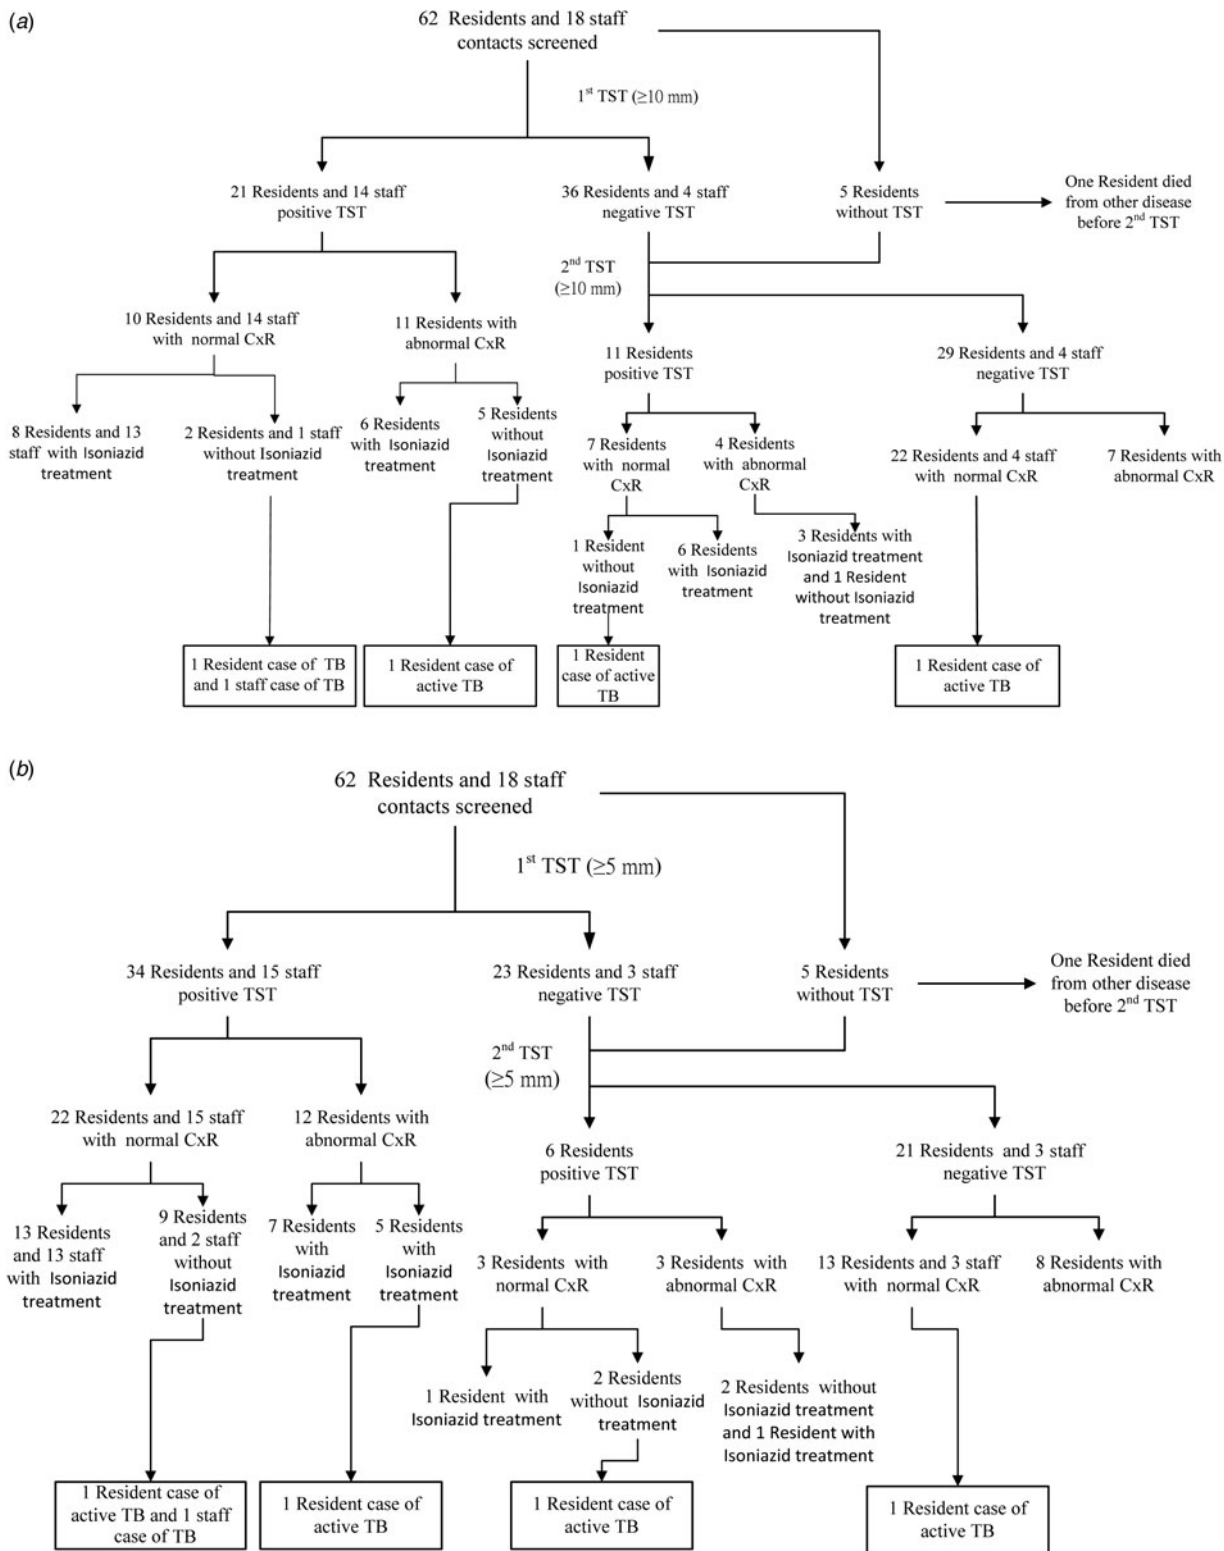 (a)
62 Residents and 18 staff
contacts screened
1st TST (≥10 mm)
21 Residents and 14 staff
positive TST
36 Residents and 4 staff
negative TST
5 Residents
without TST
One Resident died
from other disease
before 2nd TST
2nd TST
(≥10 mm)
10 Residents and 14 staff
with normal CxR
11 Residents with
abnormal CxR
11 Residents
positive TST
29 Residents and 4 staff
negative TST
8 Residents and 13
staff with Isoniazid
treatment
2 Residents and 1 staff
without Isoniazid
treatment
6 Residents
with Isoniazid
treatment
5 Residents
without
Isoniazid
treatment
7 Residents
with normal
CxR
4 Residents
with abnormal
CxR
22 Residents and 4 staff
with normal CxR
7 Residents with
abnormal CxR
1 Resident
without
Isoniazid
treatment
6 Residents
with Isoniazid
treatment
3 Residents with
Isoniazid treatment
and 1 Resident
without Isoniazid
treatment
1 Resident case of TB
and 1 staff case of TB
1 Resident case of
active TB
1 Resident
case of active
TB
1 Resident case of
active TB
(b)
62 Residents and 18 staff
contacts screened
1st TST (≥5 mm)
34 Residents and 15 staff
positive TST
23 Residents and 3 staff
negative TST
5 Residents
without TST
One Resident died
from other disease
before 2nd TST
2nd TST
(≥5 mm)
22 Residents and 15 staff
with normal CxR
12 Residents with
abnormal CxR
6 Residents
positive TST
21 Residents and 3 staff
negative TST
13 Residents
and 13 staff
with Isoniazid
treatment
9 Residents
and 2 staff
without
Isoniazid
treatment
7 Residents
with
Isoniazid
treatment
5 Residents
with
Isoniazid
treatment
3 Residents with
normal CxR
3 Residents with
abnormal CxR
13 Residents and 3 staff
with normal CxR
8 Residents with
abnormal CxR
1 Resident with
Isoniazid treatment
2 Residents
without Isoniazid
treatment
2 Residents without
Isoniazid treatment
and 1 Resident with
Isoniazid treatment
1 Resident case of
active TB and 1 staff
case of TB
1 Resident case of
active TB
1 Resident case of
active TB
1 Resident case of
active TB